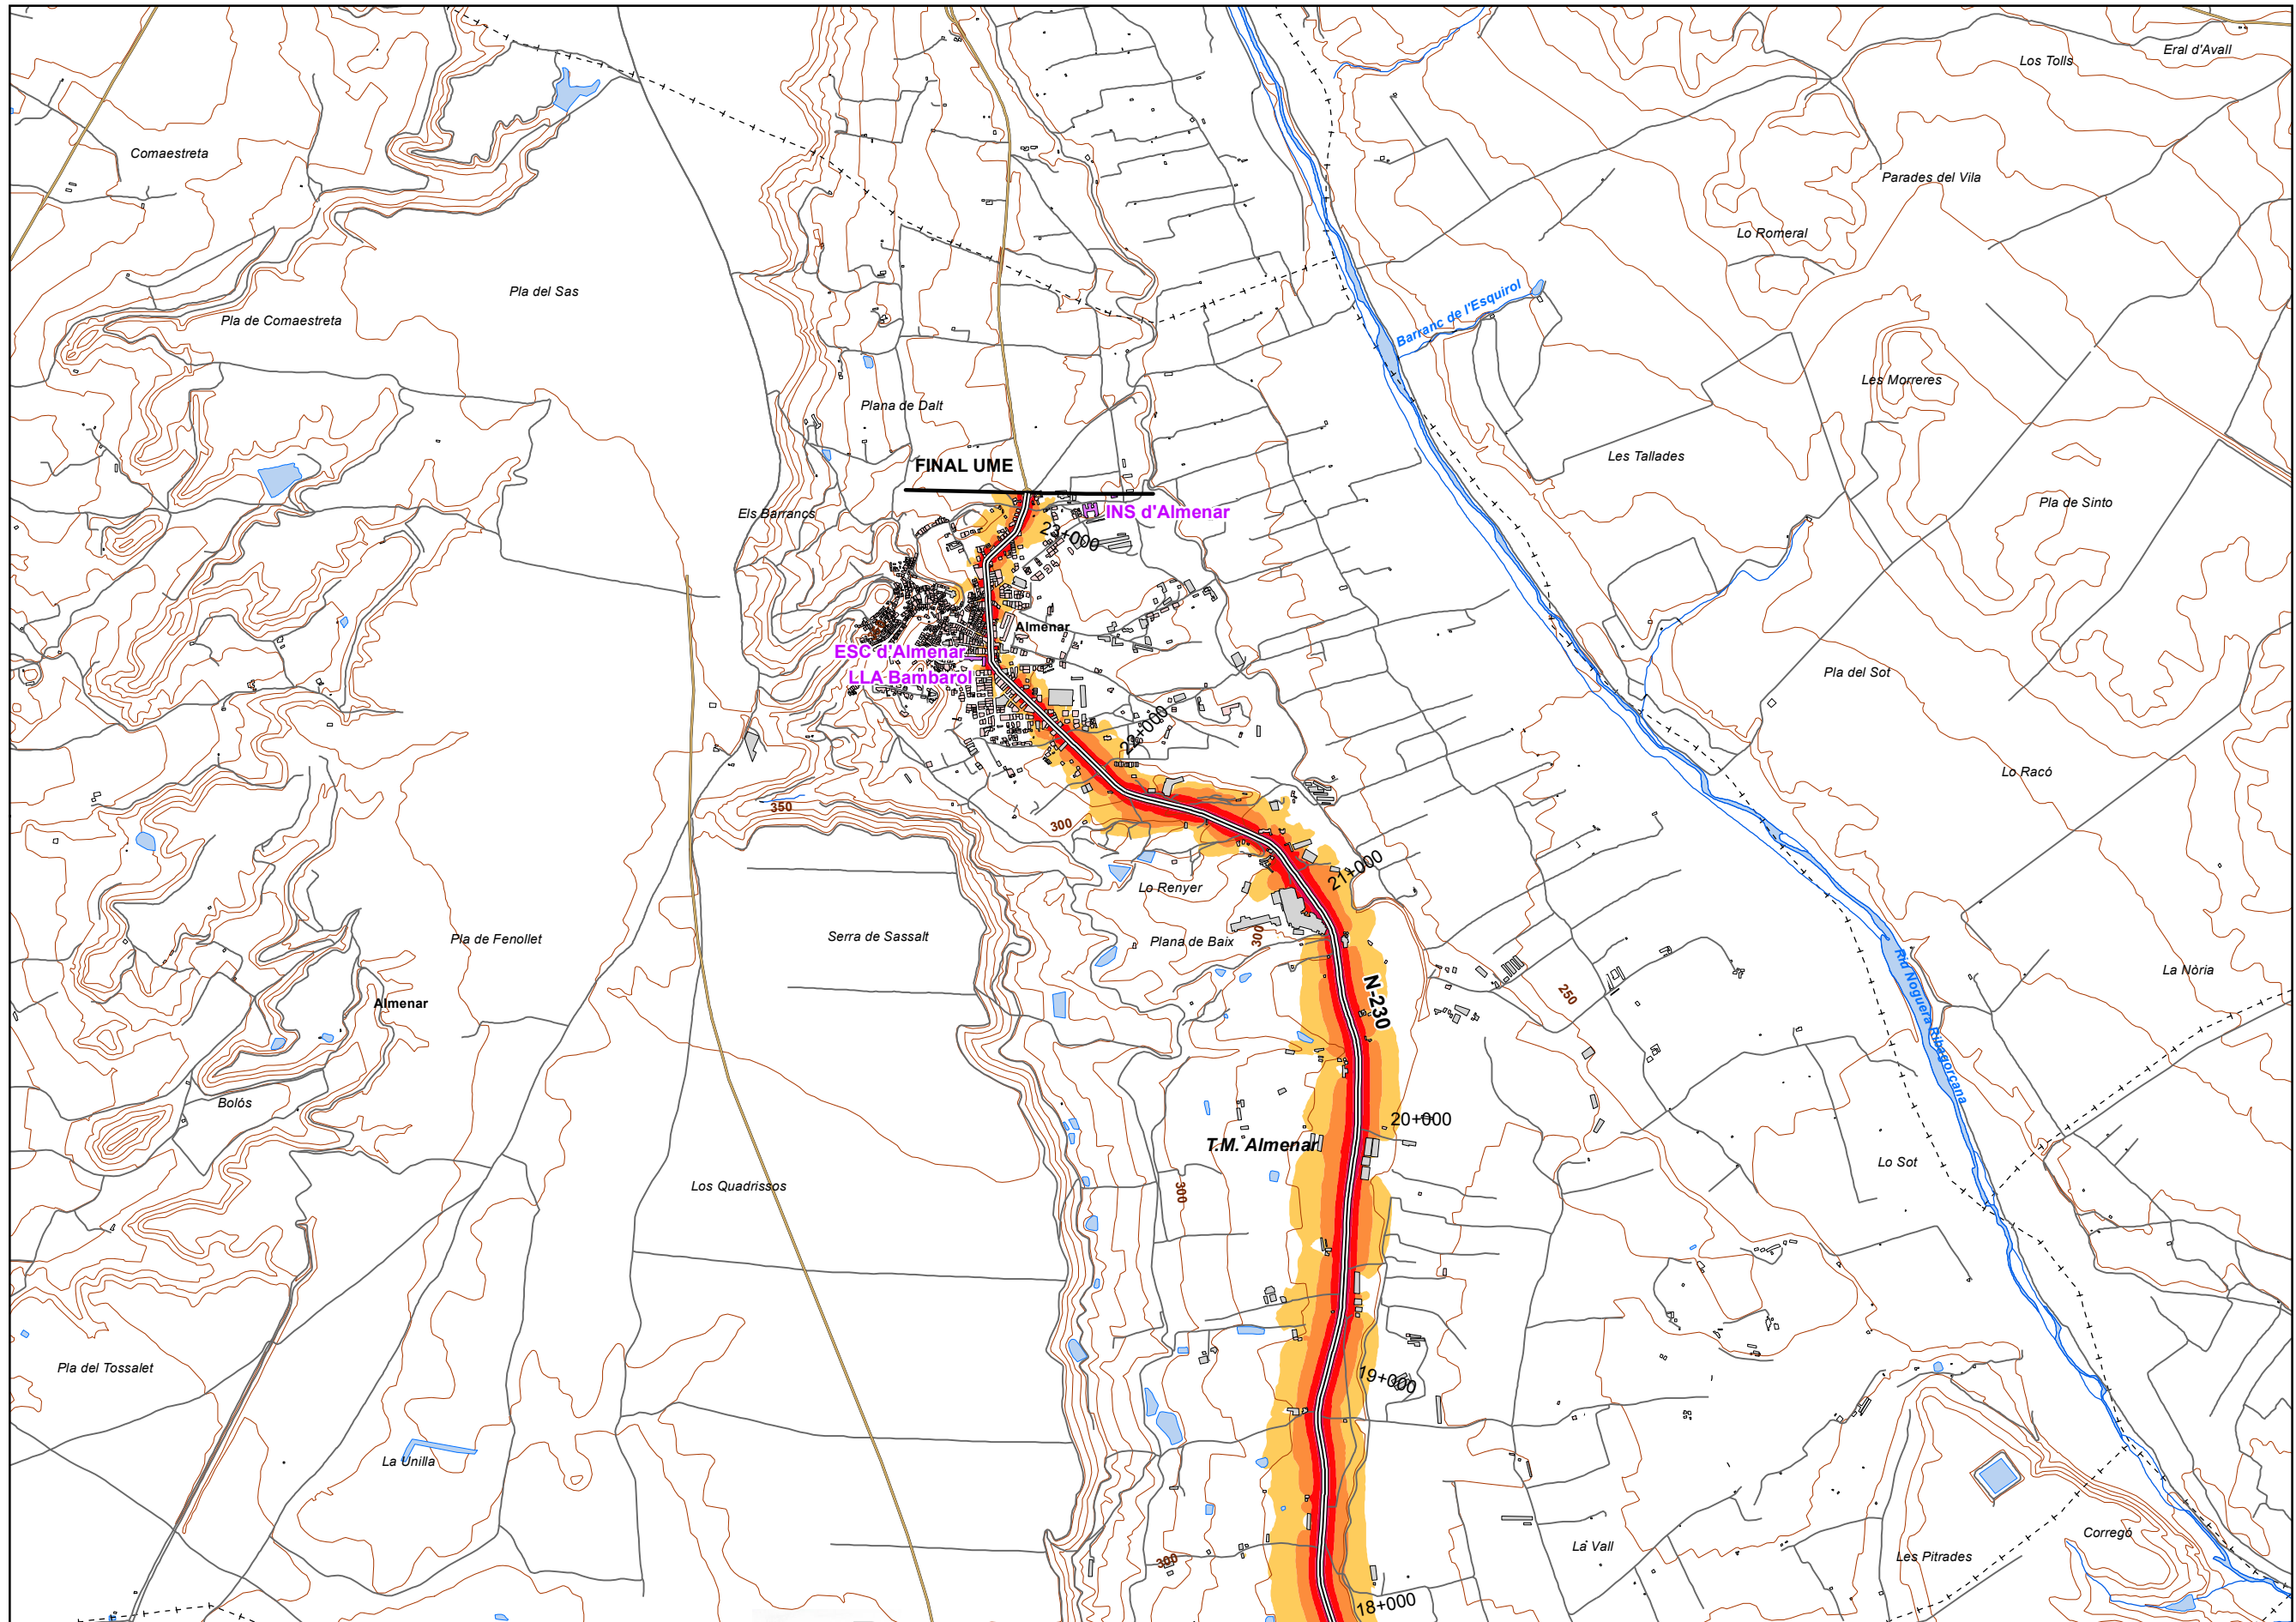 Eral d'Avall
Los Tolls
Comaestreta
Parades del Vila
Lo Romeral
Pla del Sas
Barranc de l'Esquirol
Pla de Comaestreta
Les Morreres
Plana de Dalt
Les Tallades
FINAL UME
Pla de Sinto
Els Barrancs
INS d'Almenar
23+000
Almenar
ESC d'Almenar
LLA Bambarol
Pla del Sot
22+000
Lo Racó
350
300
21+000
Lo Renyer
Pla de Fenollet
Serra de Sassalt
Plana de Baix
300
La Nòria
Riu Noguera Ribagorçana
N-230
250
Almenar
Bolós
20+000
T.M. Almenar
Lo Sot
Los Quadrissos
300
Pla del Tossalet
19+000
La Unilla
Corregó
La Vall
Les Pitrades
300
18+000